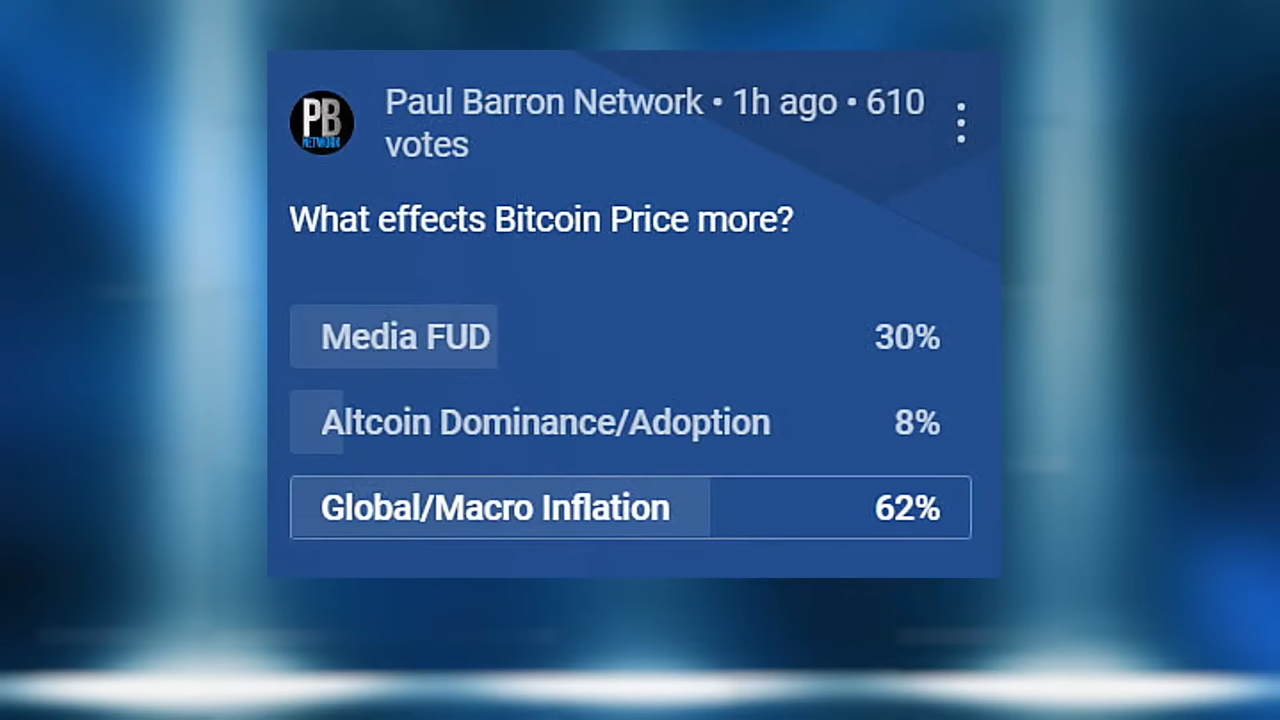 PB
NETWORK
Paul Barron Network • 1h ago • 610
votes
What effects Bitcoin Price more?
Media FUD 30%
Altcoin Dominance/Adoption 8%
Global/Macro Inflation 62%